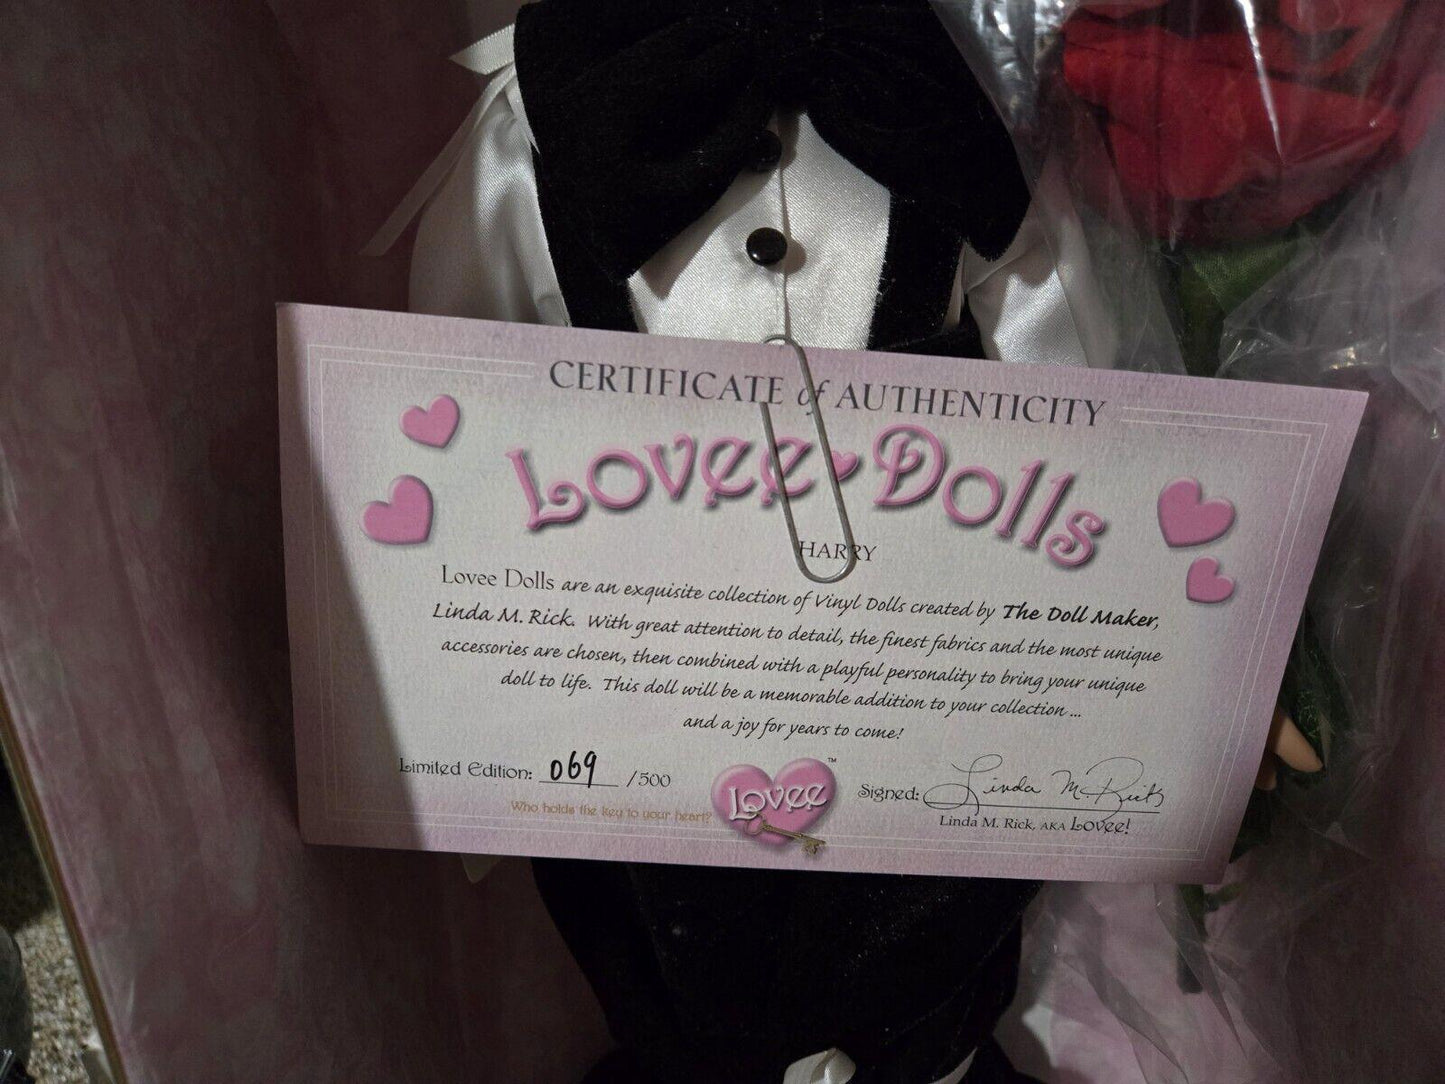 CERTIFICATE of AUTHENTICITY
Lovee Dolls
HARRY
Lovee Dolls are an exquisite collection of Vinyl Dolls created by The Doll Maker,
Linda M. Rick. With great attention to detail, the finest fabrics and the most unique
accessories are chosen, then combined with a playful personality to bring your unique
doll to life. This doll will be a memorable addition to your collection ...
and a joy for years to come!
Limited Edition: 069 /500
Who holds the key to your heart?
Lovee™
Signed: Linda M. Rick
Linda M. Rick, AKA Lovee!